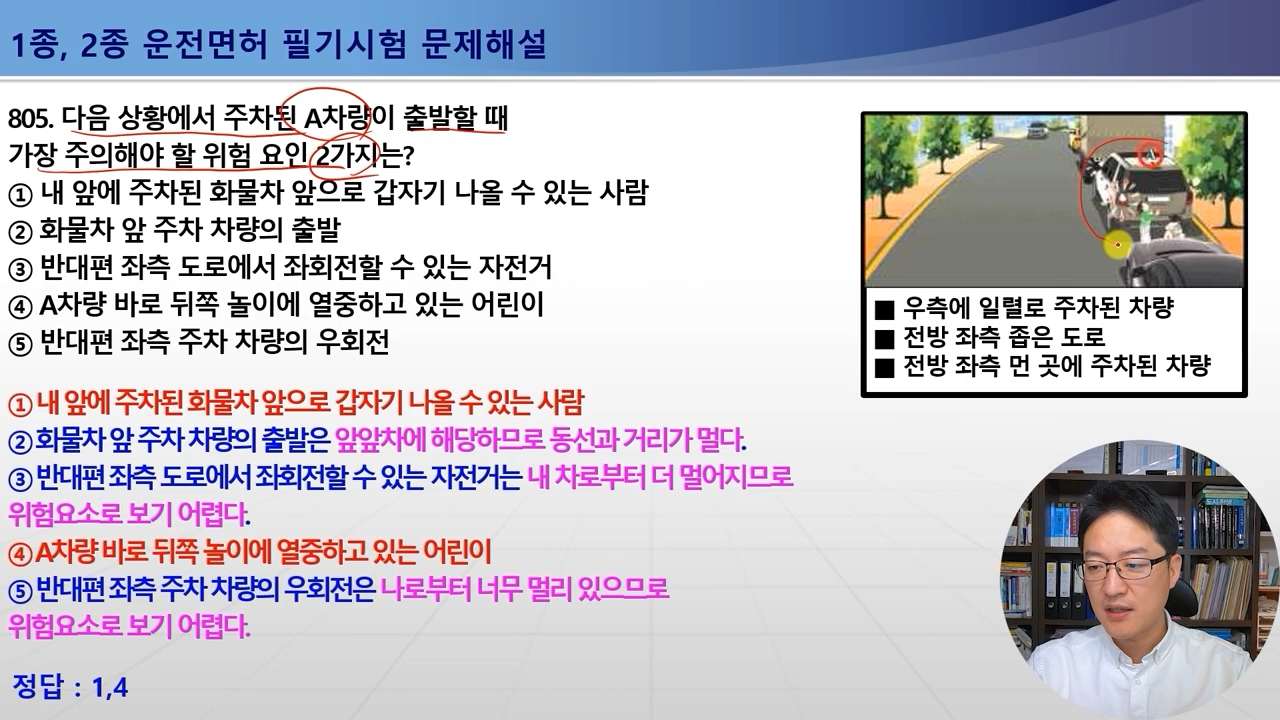 1종, 2종 운전면허 필기시험 문제해설
805. 다음 상황에서 주차된 A차량이 출발할 때
가장 주의해야 할 위험 요인 2가지는?
① 내 앞에 주차된 화물차 앞으로 갑자기 나올 수 있는 사람
② 화물차 앞 주차 차량의 출발
③ 반대편 좌측 도로에서 좌회전할 수 있는 자전거
④ A차량 바로 뒤쪽 놀이에 열중하고 있는 어린이
⑤ 반대편 좌측 주차 차량의 우회전
■ 우측에 일렬로 주차된 차량
■ 전방 좌측 좁은 도로
■ 전방 좌측 먼 곳에 주차된 차량
① 내 앞에 주차된 화물차 앞으로 갑자기 나올 수 있는 사람
② 화물차 앞 주차 차량의 출발은 앞앞차에 해당하므로 동선과 거리가 멀다.
③ 반대편 좌측 도로에서 좌회전할 수 있는 자전거는 내 차로부터 더 멀어지므로
위험요소로 보기 어렵다.
④ A차량 바로 뒤쪽 놀이에 열중하고 있는 어린이
⑤ 반대편 좌측 주차 차량의 우회전은 나로부터 너무 멀리 있으므로
위험요소로 보기 어렵다.
정답 : 1,4